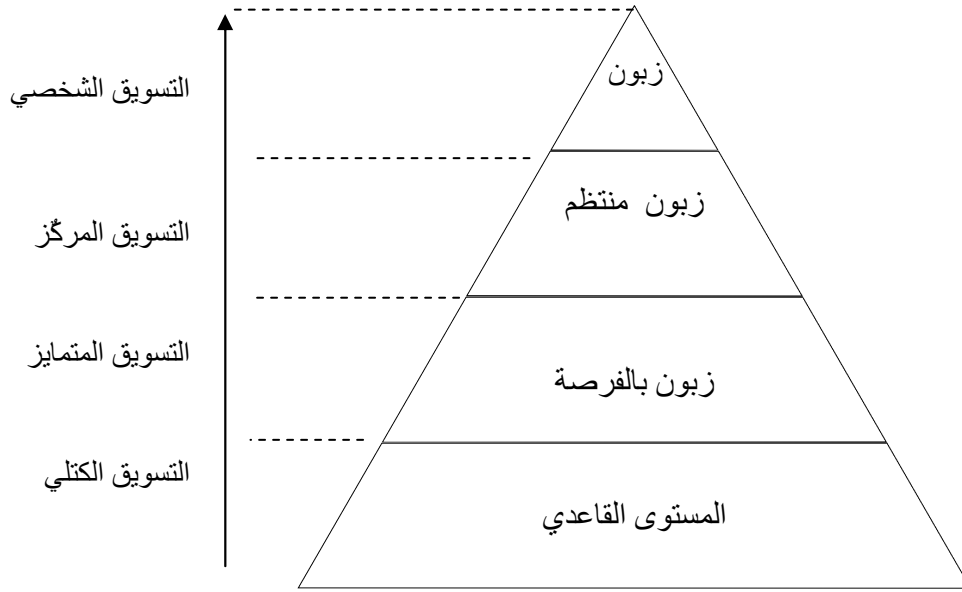 زبون
التسويق الشخصي
زبون منتظم
التسويق المركّز
التسويق المتمايز
زبون بالفرصة
التسويق الكتلي
المستوى القاعدي